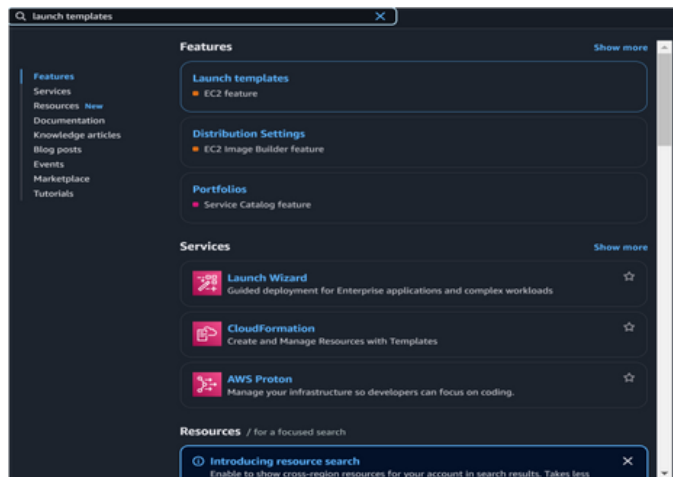 launch templates
Features
Services
Resources New
Documentation
Knowledge articles
Blog posts
Events
Marketplace
Tutorials
Features Show more
Launch templates
EC2 feature
Distribution Settings
EC2 Image Builder feature
Portfolios
Service Catalog feature
Services Show more
Launch Wizard
Guided deployment for Enterprise applications and complex workloads
CloudFormation
Create and Manage Resources with Templates
AWS Proton
Manage your infrastructure so developers can focus on coding.
Resources / for a focused search
Introducing resource search
Enable to show cross-region resources for your account in search results. Takes less